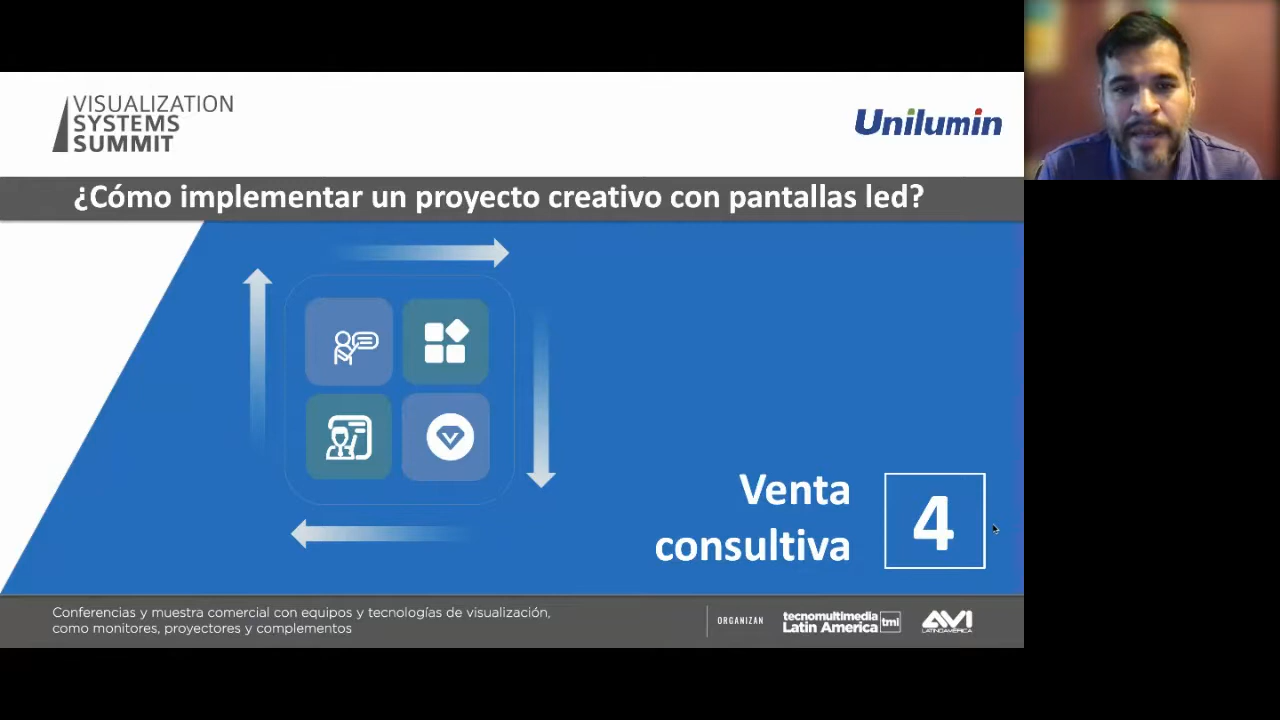 VISUALIZATION
SYSTEMS
SUMMIT
Unilumin
¿Cómo implementar un proyecto creativo con pantallas led?
Venta
consultiva
4
Conferencias y muestra comercial con equipos y tecnologías de visualización,
como monitores, proyectores y complementos
ORGANIZAN
tecnomultimedia
Latin America
tml
AVI
LATINOAMÉRICA